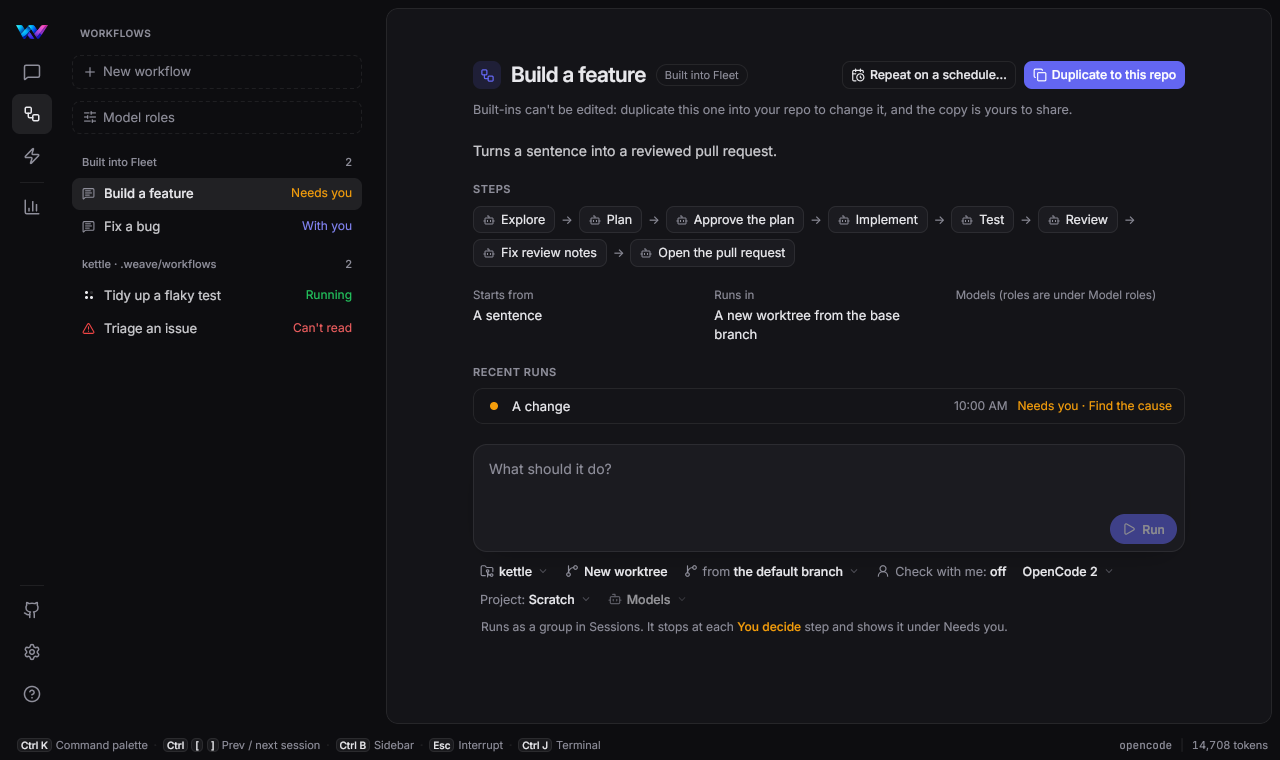 WORKFLOWS
New workflow
Model roles
Built into Fleet 2
Build a feature Needs you
Fix a bug With you
kettle · .weave/workflows 2
Tidy up a flaky test Running
Triage an issue Can't read
Build a feature Built into Fleet Repeat on a schedule... Duplicate to this repo
Built-ins can't be edited: duplicate this one into your repo to change it, and the copy is yours to share.
Turns a sentence into a reviewed pull request.
STEPS
Explore → Plan → Approve the plan → Implement → Test → Review →
Fix review notes → Open the pull request
Starts from Runs in Models (roles are under Model roles)
A sentence A new worktree from the base
branch
RECENT RUNS
A change 10:00 AM Needs you · Find the cause
What should it do?
Run
kettle New worktree from the default branch Check with me: off OpenCode 2
Project: Scratch Models
Runs as a group in Sessions. It stops at each You decide step and shows it under Needs you.
Ctrl K Command palette · Ctrl [ ] Prev / next session · Ctrl B Sidebar · Esc Interrupt · Ctrl J Terminal opencode 14,708 tokens